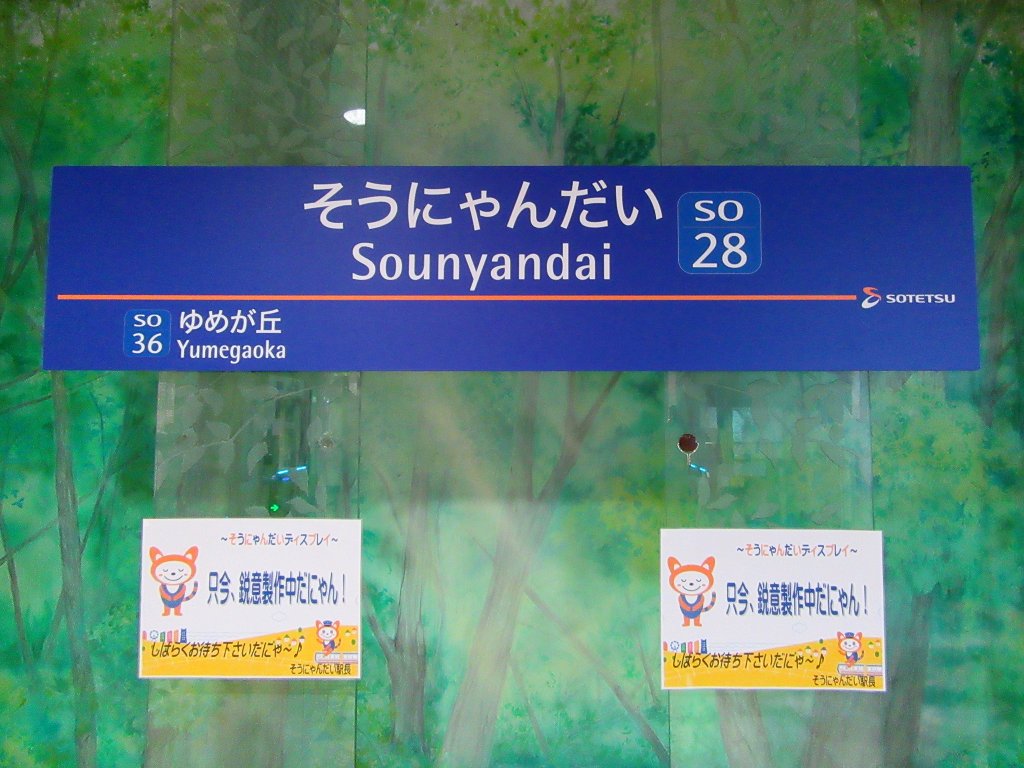 そうにゃんだい
Sounyandai
SO
28
SOTETSU
SO
36
ゆめが丘
Yumegaoka
～そうにゃんだいディスプレイ～
只今、鋭意製作中だにゃん！
しばらくお待ち下さいだにゃ～♪
そうにゃんだい駅長
～そうにゃんだいディスプレイ～
只今、鋭意製作中だにゃん！
しばらくお待ち下さいだにゃ～♪
そうにゃんだい駅長